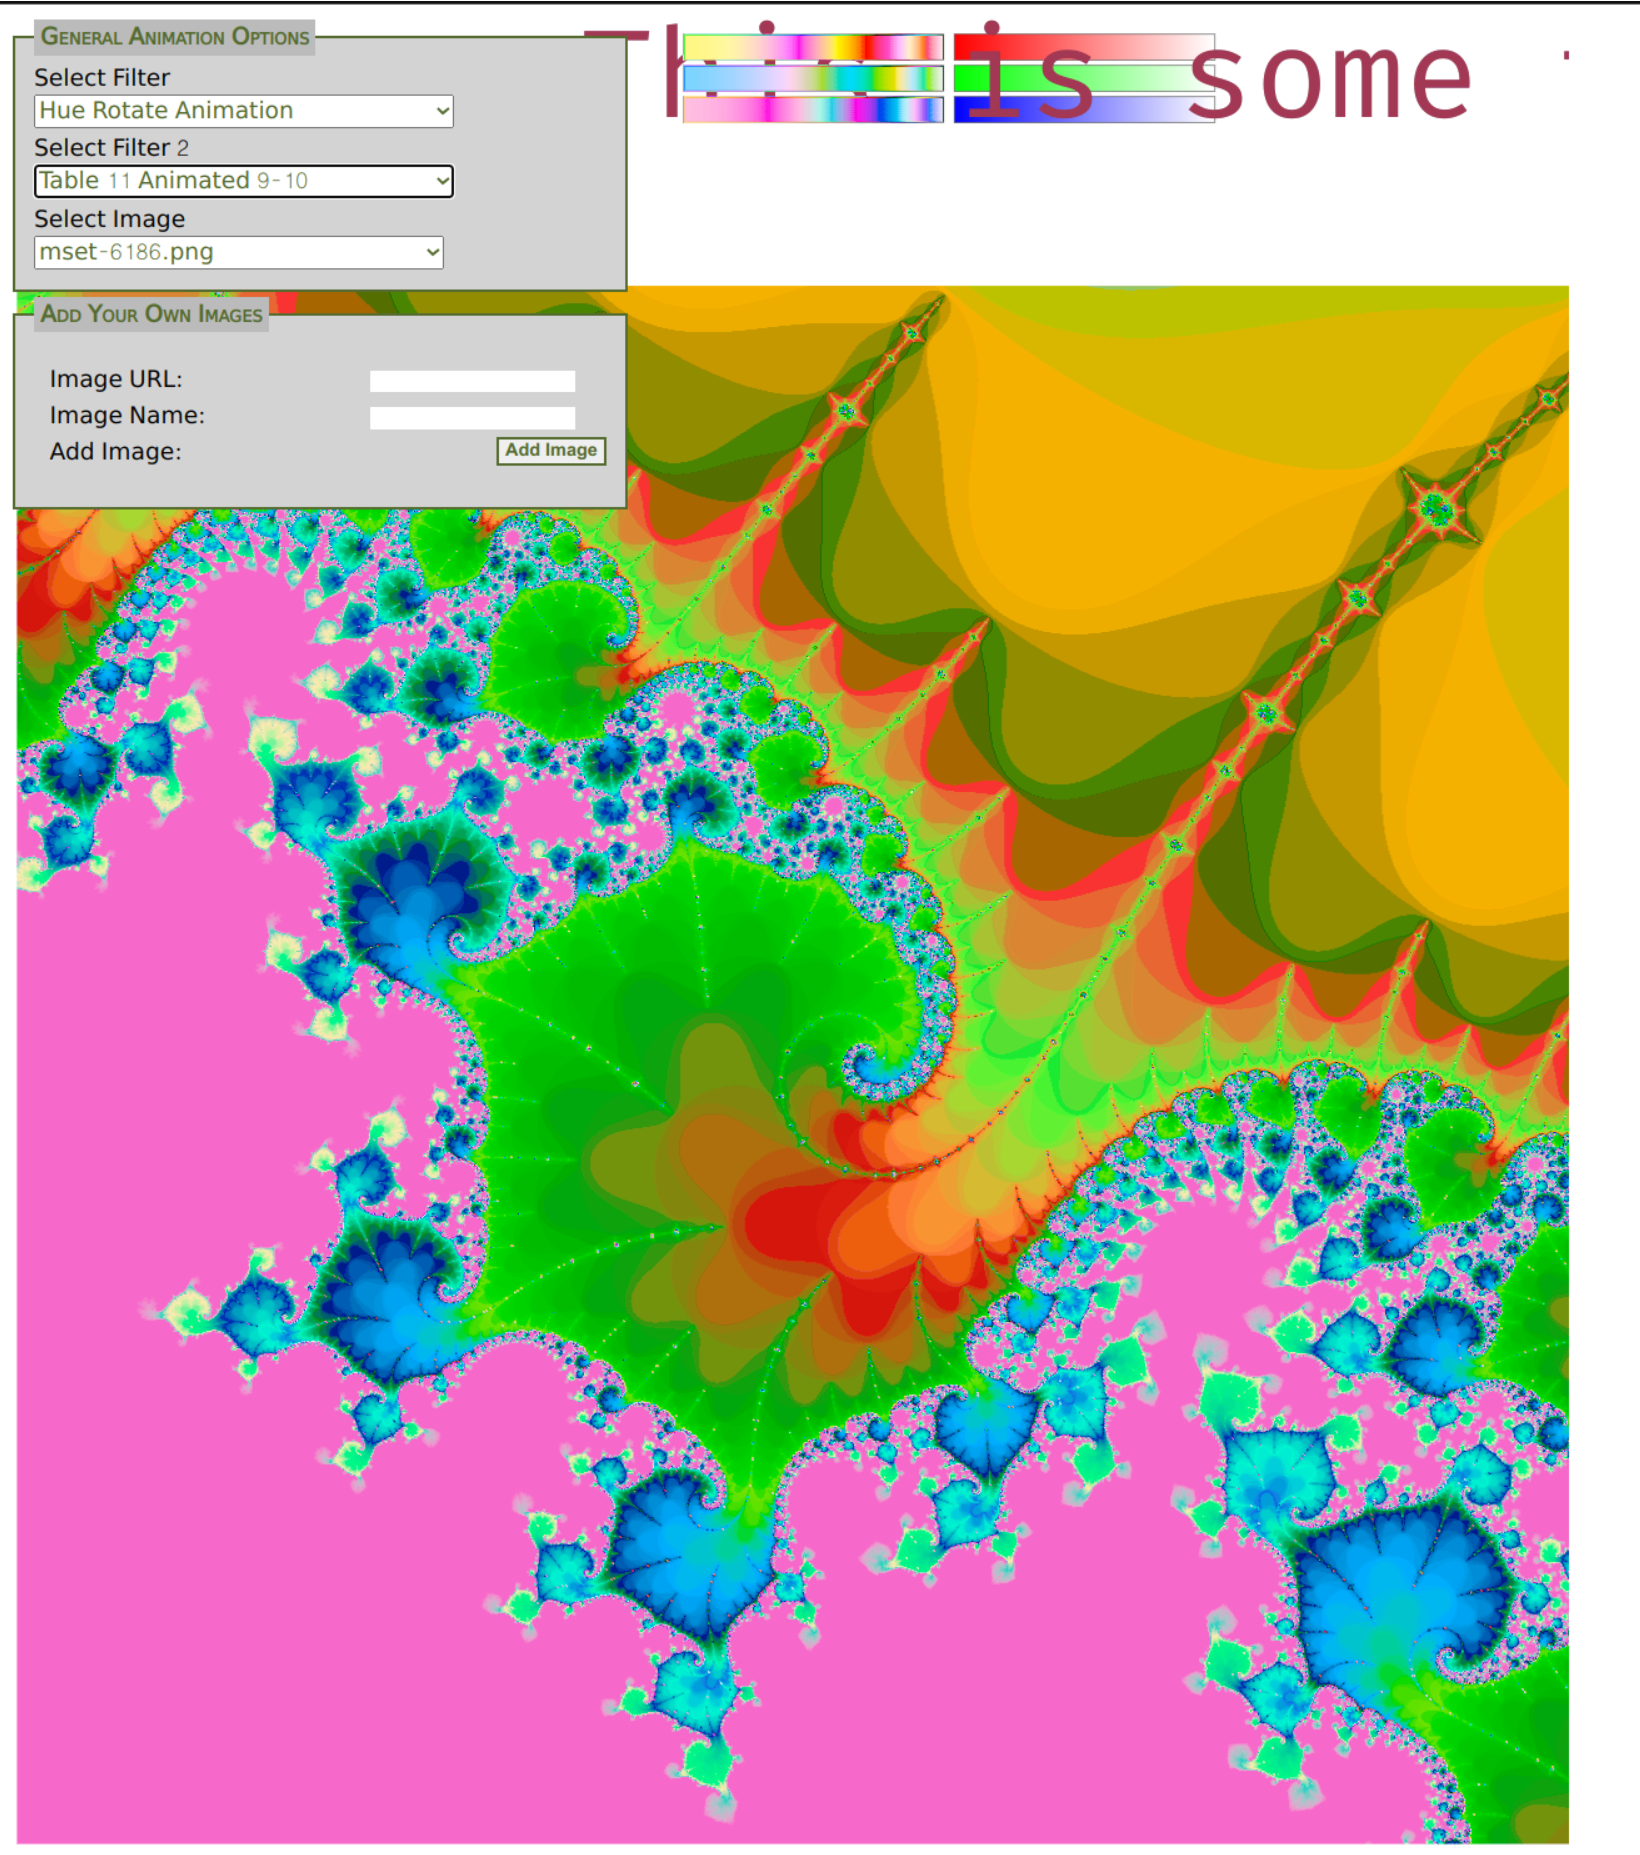 General Animation Options
Select Filter
Hue Rotate Animation
Select Filter 2
Table 11 Animated 9-10
Select Image
mset-6186.png
This is some
Add Your Own Images
Image URL:
Image Name:
Add Image:
Add Image